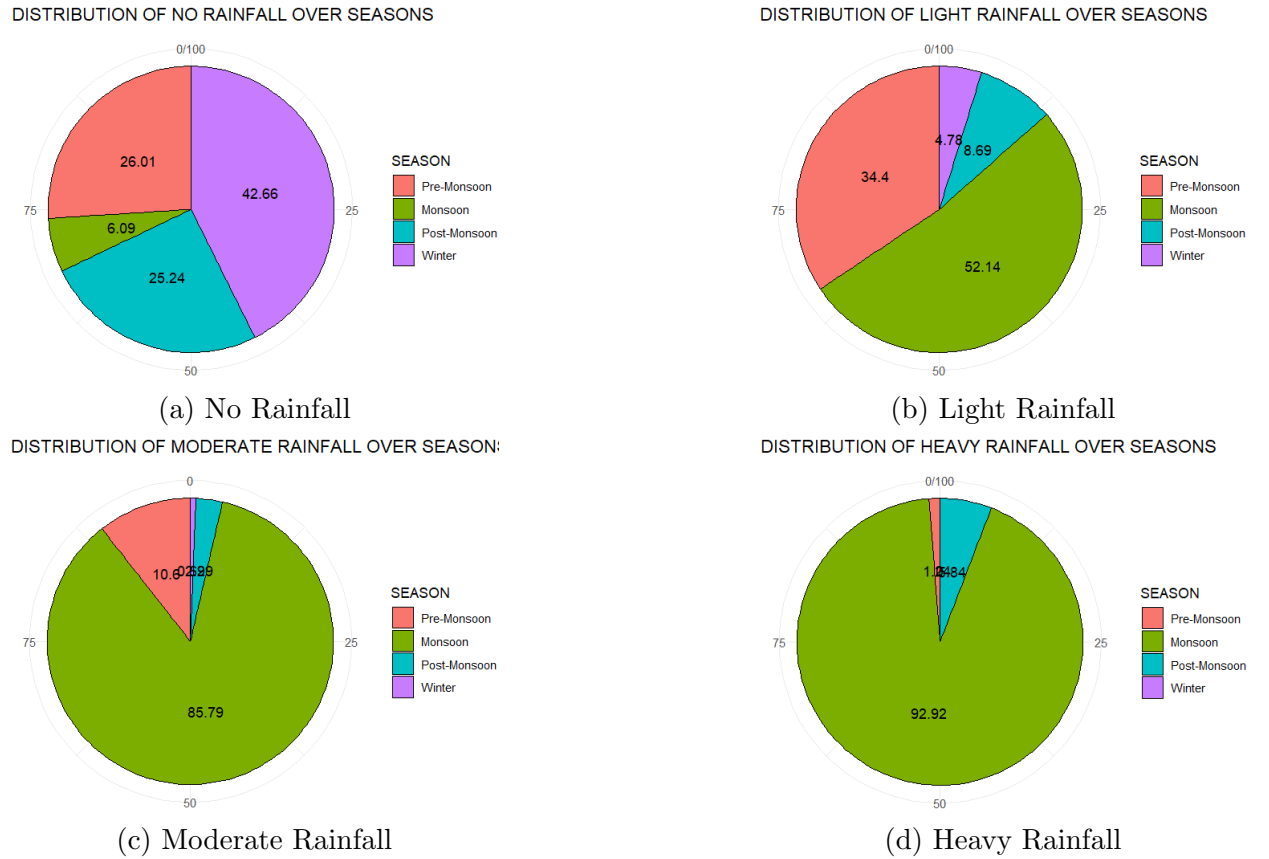 DISTRIBUTION OF NO RAINFALL OVER SEASONS
0/100
26.01
42.66
6.09
25.24
75
25
50
SEASON
Pre-Monsoon
Monsoon
Post-Monsoon
Winter
(a) No Rainfall
DISTRIBUTION OF LIGHT RAINFALL OVER SEASONS
0/100
4.78
8.69
34.4
52.14
75
25
50
SEASON
Pre-Monsoon
Monsoon
Post-Monsoon
Winter
(b) Light Rainfall
DISTRIBUTION OF MODERATE RAINFALL OVER SEASONS
0
10.6
85.79
75
25
50
SEASON
Pre-Monsoon
Monsoon
Post-Monsoon
Winter
(c) Moderate Rainfall
DISTRIBUTION OF HEAVY RAINFALL OVER SEASONS
0/100
1.24
5.84
92.92
75
25
50
SEASON
Pre-Monsoon
Monsoon
Post-Monsoon
Winter
(d) Heavy Rainfall